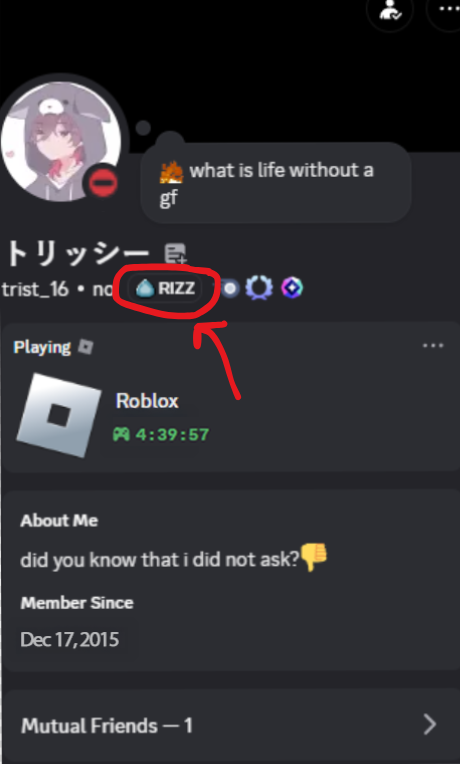 what is life without a
gf
トリッシー
trist_16 • no RIZZ
Playing
Roblox
4:39:57
About Me
did you know that i did not ask?👎
Member Since
Dec 17, 2015
Mutual Friends — 1